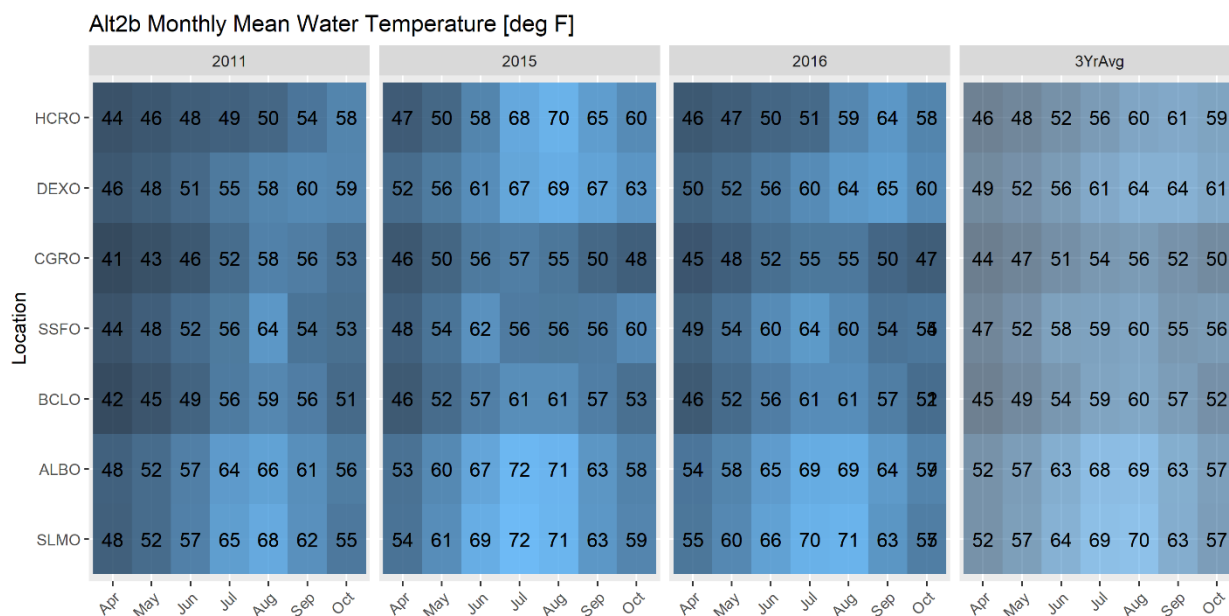 Alt2b Monthly Mean Water Temperature [deg F]
2011 2015 2016 3YrAvg
HCRO 44 46 48 49 50 54 58 47 50 58 68 70 65 60 46 47 50 51 59 64 58 46 48 52 56 60 61 59
DEXO 46 48 51 55 58 60 59 52 56 61 67 69 67 63 50 52 56 60 64 65 60 49 52 56 61 64 64 61
CGRO 41 43 46 52 58 56 53 46 50 56 57 55 50 48 45 48 52 55 55 50 47 44 47 51 54 56 52 50
SSFO 44 48 52 56 64 54 53 48 54 62 56 56 56 60 49 54 60 64 60 54 47 52 58 59 60 55 56
BCLO 42 45 49 56 59 56 51 46 52 57 61 61 57 53 46 52 56 61 61 57 45 49 54 59 60 57 52
ALBO 48 52 57 64 66 61 56 53 60 67 72 71 63 58 54 58 65 69 69 64 52 57 63 68 69 63 57
SLMO 48 52 57 65 68 62 55 54 61 69 72 71 63 59 55 60 66 70 71 63 52 57 64 69 70 63 57
Apr May Jun Jul Aug Sep Oct Apr May Jun Jul Aug Sep Oct Apr May Jun Jul Aug Sep Oct Apr May Jun Jul Aug Sep Oct
Location